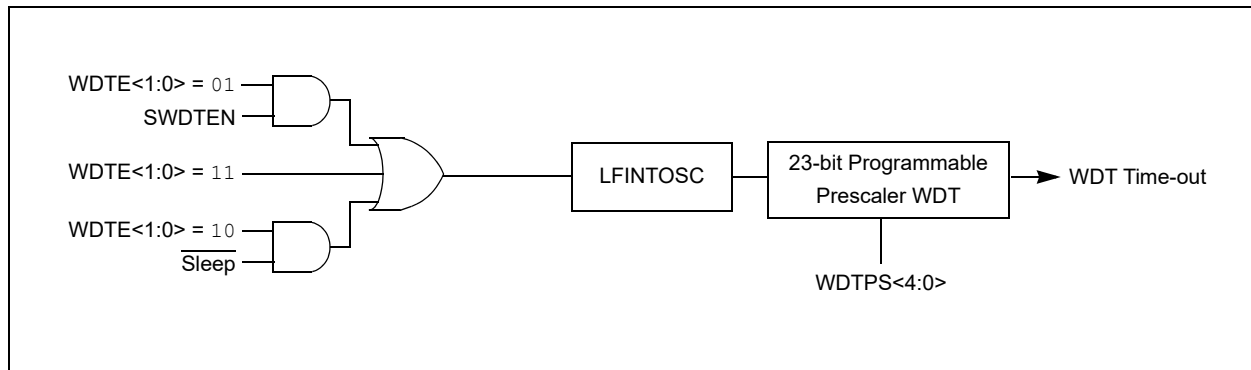 WDTE<1:0> = 01
SWDTEN
WDTE<1:0> = 11
WDTE<1:0> = 10
Sleep
LFINTOSC
23-bit Programmable
Prescaler WDT
WDT Time-out
WDTPS<4:0>